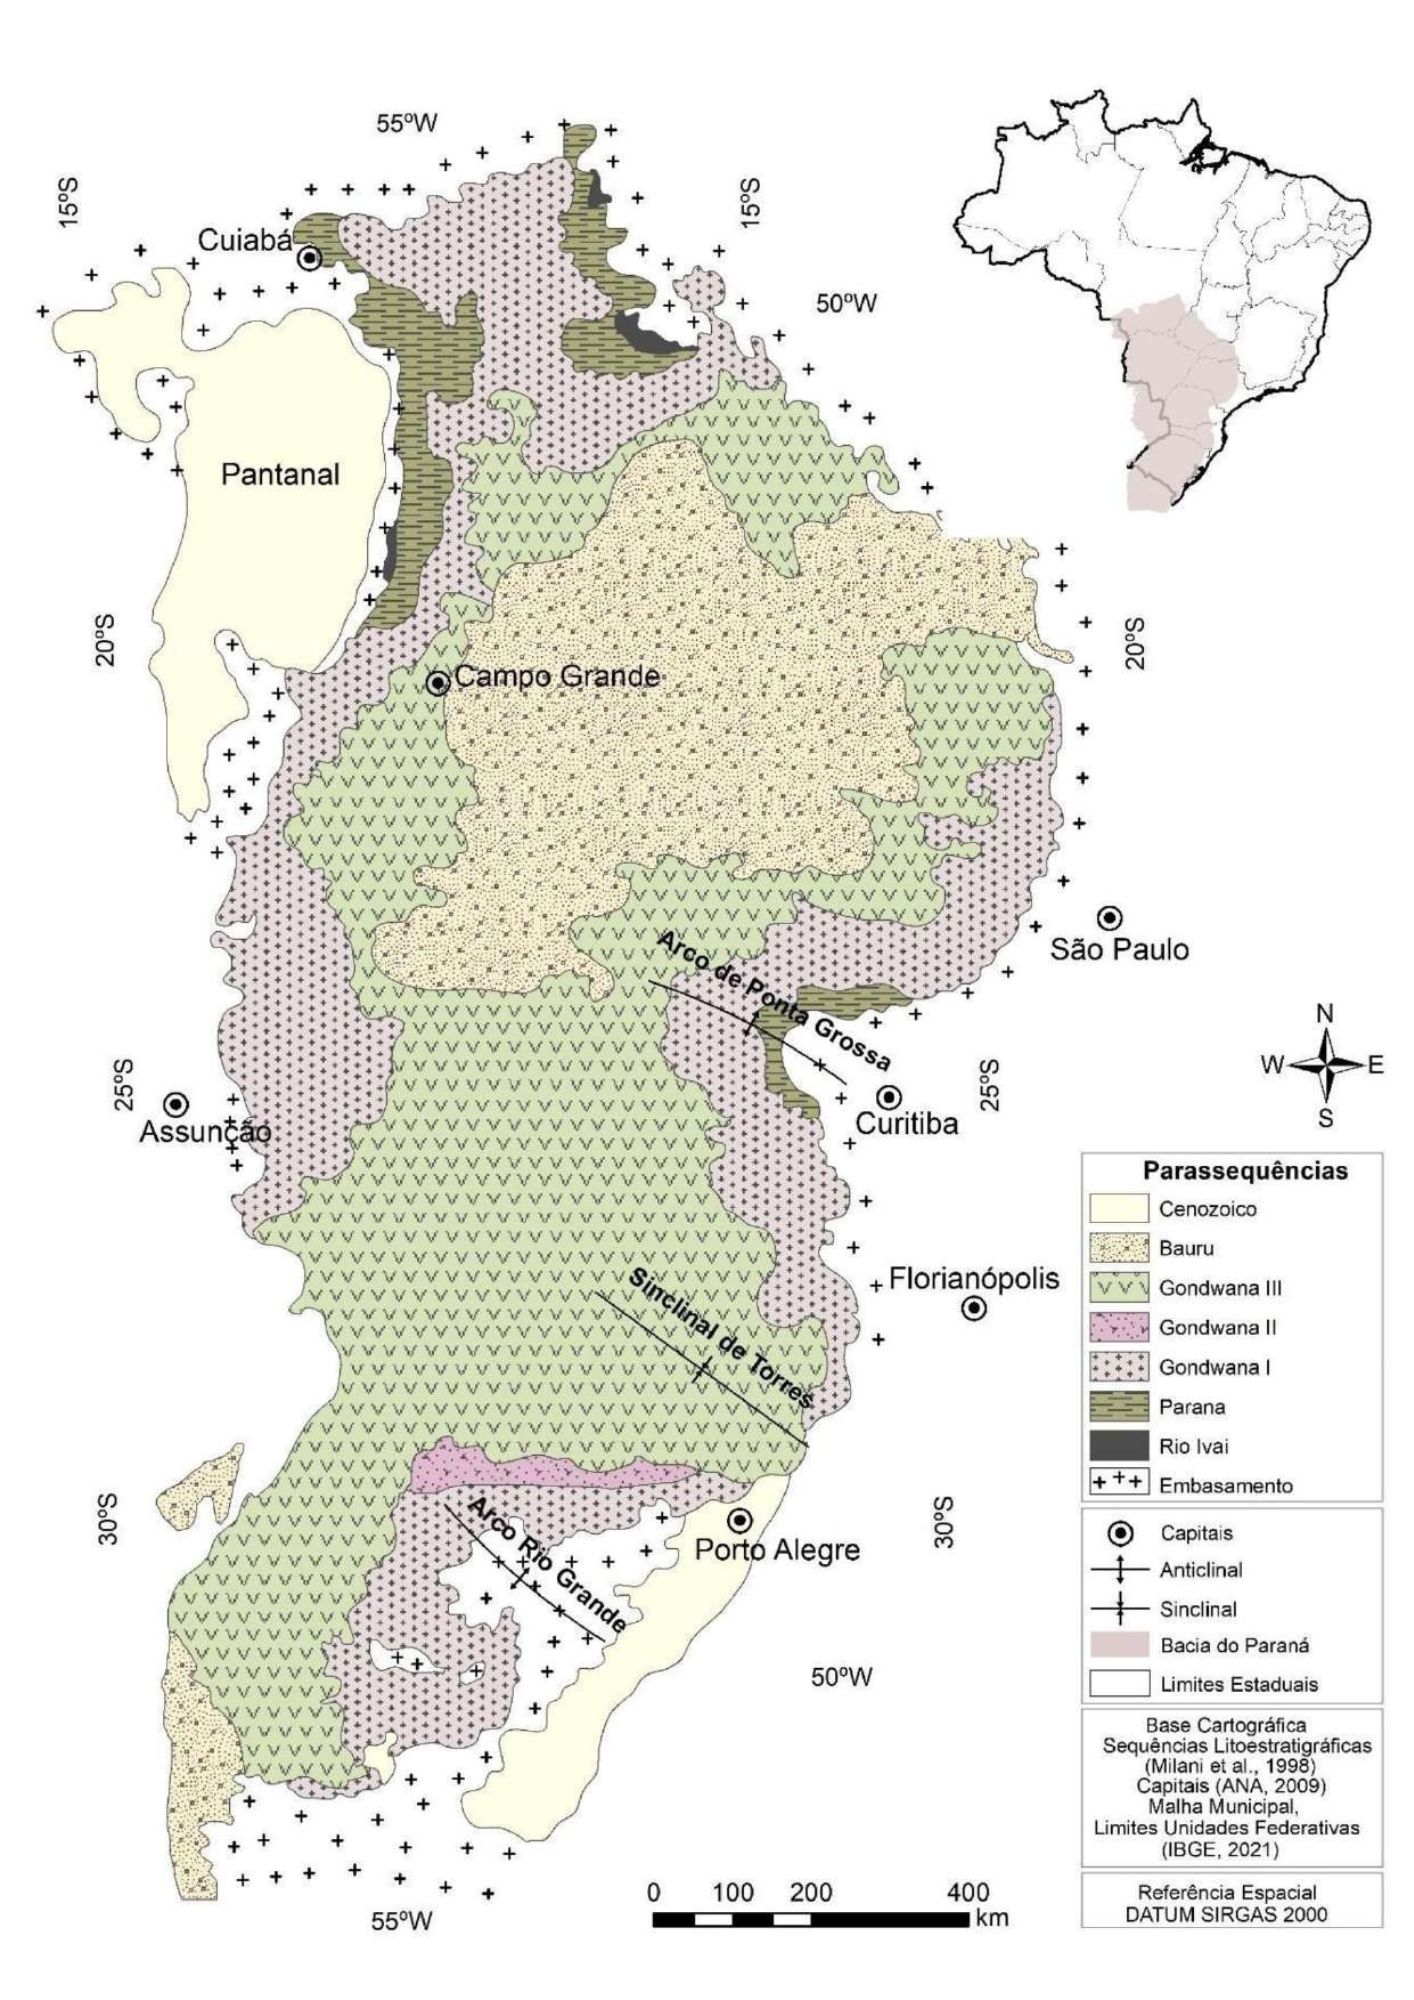 55ºW
15ºS
15ºS
Cuiabá
50ºW
Pantanal
20ºS
20ºS
Campo Grande
São Paulo
Arco de Ponta Grossa
N
W
E
S
25ºS
25ºS
Assunção
Curitiba
Florianópolis
Sinclinal de Torres
30ºS
30ºS
Arco Rio Grande
Porto Alegre
50ºW
55ºW
0 100 200 400
km
Parassequências
Cenozoico
Bauru
Gondwana III
Gondwana II
Gondwana I
Parana
Rio Ivai
Embasamento
Capitais
Anticlinal
Sinclinal
Bacia do Paraná
Limites Estaduais
Base Cartográfica
Sequências Litoestratigráficas
(Milani et al., 1998)
Capitais (ANA, 2009)
Malha Municipal,
Limites Unidades Federativas
(IBGE, 2021)
Referência Espacial
DATUM SIRGAS 2000